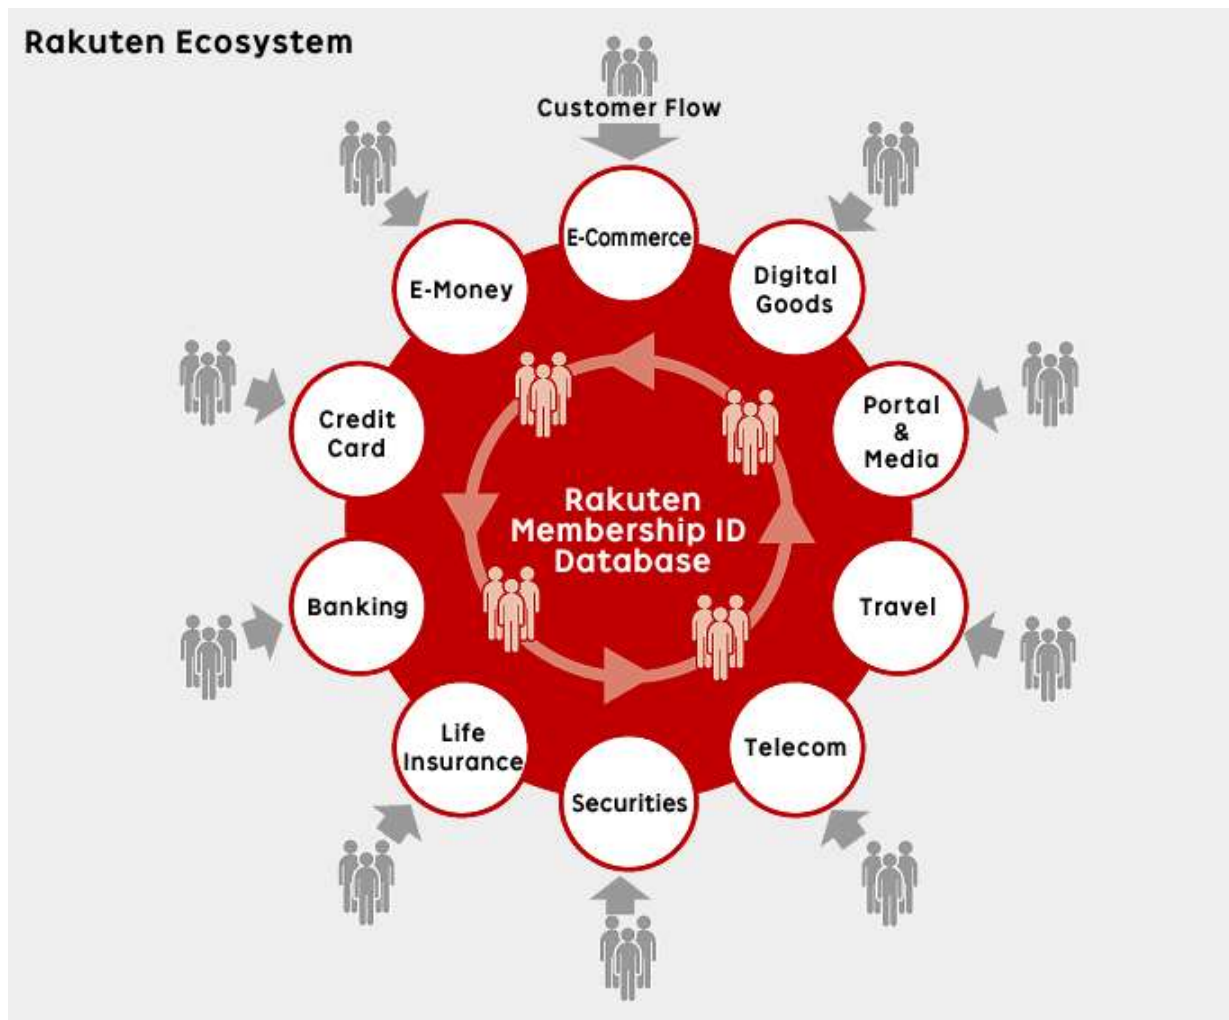 Rakuten Ecosystem
Customer Flow
E-Commerce
Digital
Goods
Portal
&
Media
Travel
Telecom
Securities
Life
Insurance
Banking
Credit
Card
E-Money
Rakuten
Membership ID
Database